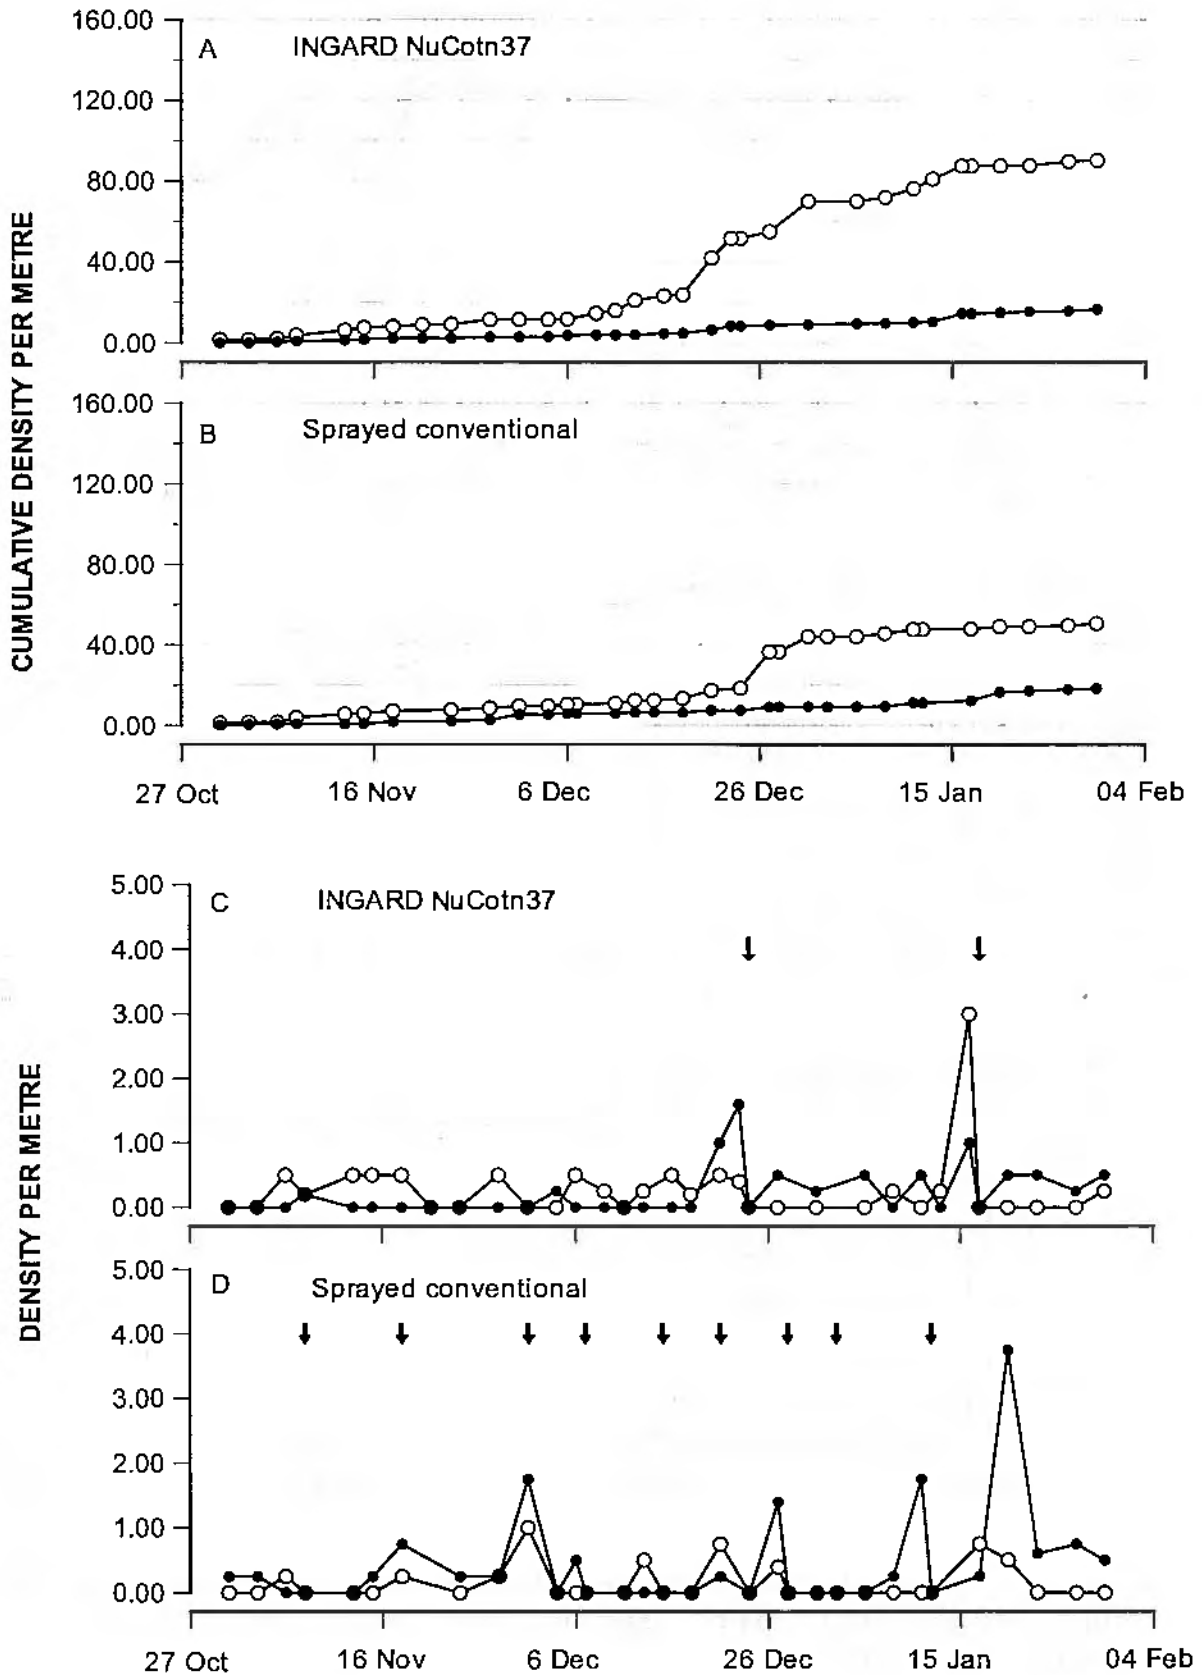 160.00
A INGARD NuCotn37
120.00
80.00
40.00
0.00
CUMULATIVE DENSITY PER METRE
160.00
B Sprayed conventional
120.00
80.00
40.00
0.00
27 Oct 16 Nov 6 Dec 26 Dec 15 Jan 04 Feb
5.00
C INGARD NuCotn37
4.00
3.00
2.00
1.00
0.00
DENSITY PER METRE
5.00
D Sprayed conventional
4.00
3.00
2.00
1.00
0.00
27 Oct 16 Nov 6 Dec 26 Dec 15 Jan 04 Feb